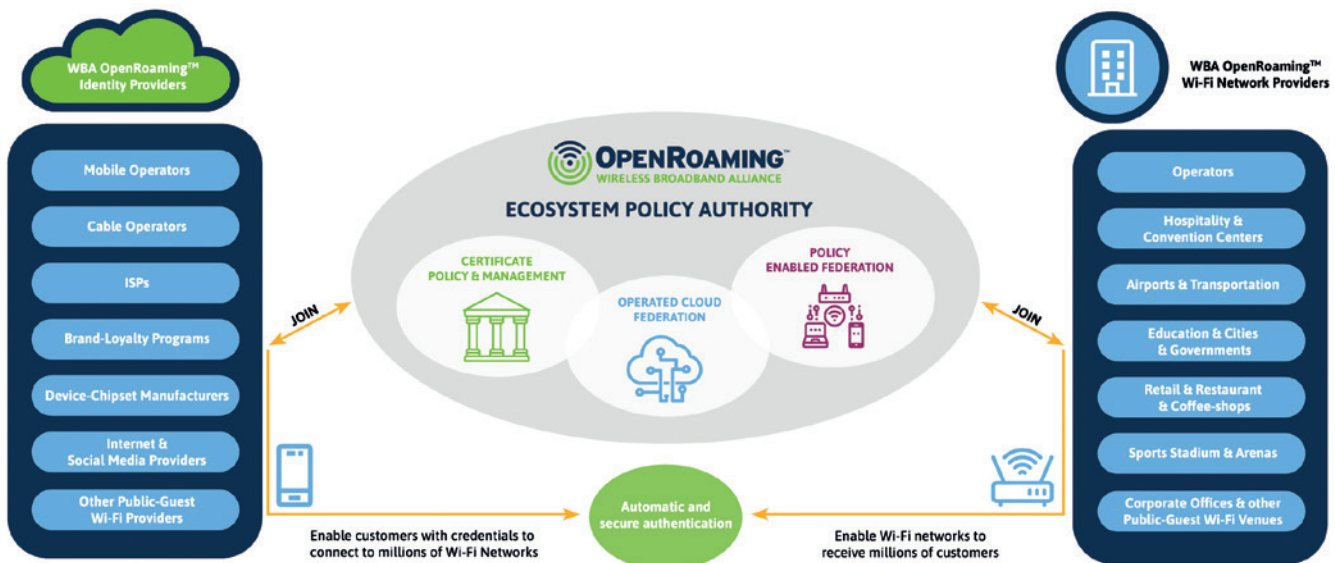 WBA OpenRoaming™
Identity Providers
Mobile Operators
Cable Operators
ISPs
Brand-Loyalty Programs
Device-Chipset Manufacturers
Internet &
Social Media Providers
Other Public-Guest
Wi-Fi Providers
JOIN
OPENROAMING™
WIRELESS BROADBAND ALLIANCE
ECOSYSTEM POLICY AUTHORITY
CERTIFICATE
POLICY & MANAGEMENT
OPERATED CLOUD
FEDERATION
POLICY
ENABLED FEDERATION
JOIN
Enable customers with credentials to
connect to millions of Wi-Fi Networks
Automatic and
secure authentication
Enable Wi-Fi networks to
receive millions of customers
WBA OpenRoaming™
Wi-Fi Network Providers
Operators
Hospitality &
Convention Centers
Airports & Transportation
Education & Cities
& Governments
Retail & Restaurant
& Coffee-shops
Sports Stadium & Arenas
Corporate Offices & other
Public-Guest Wi-Fi Venues